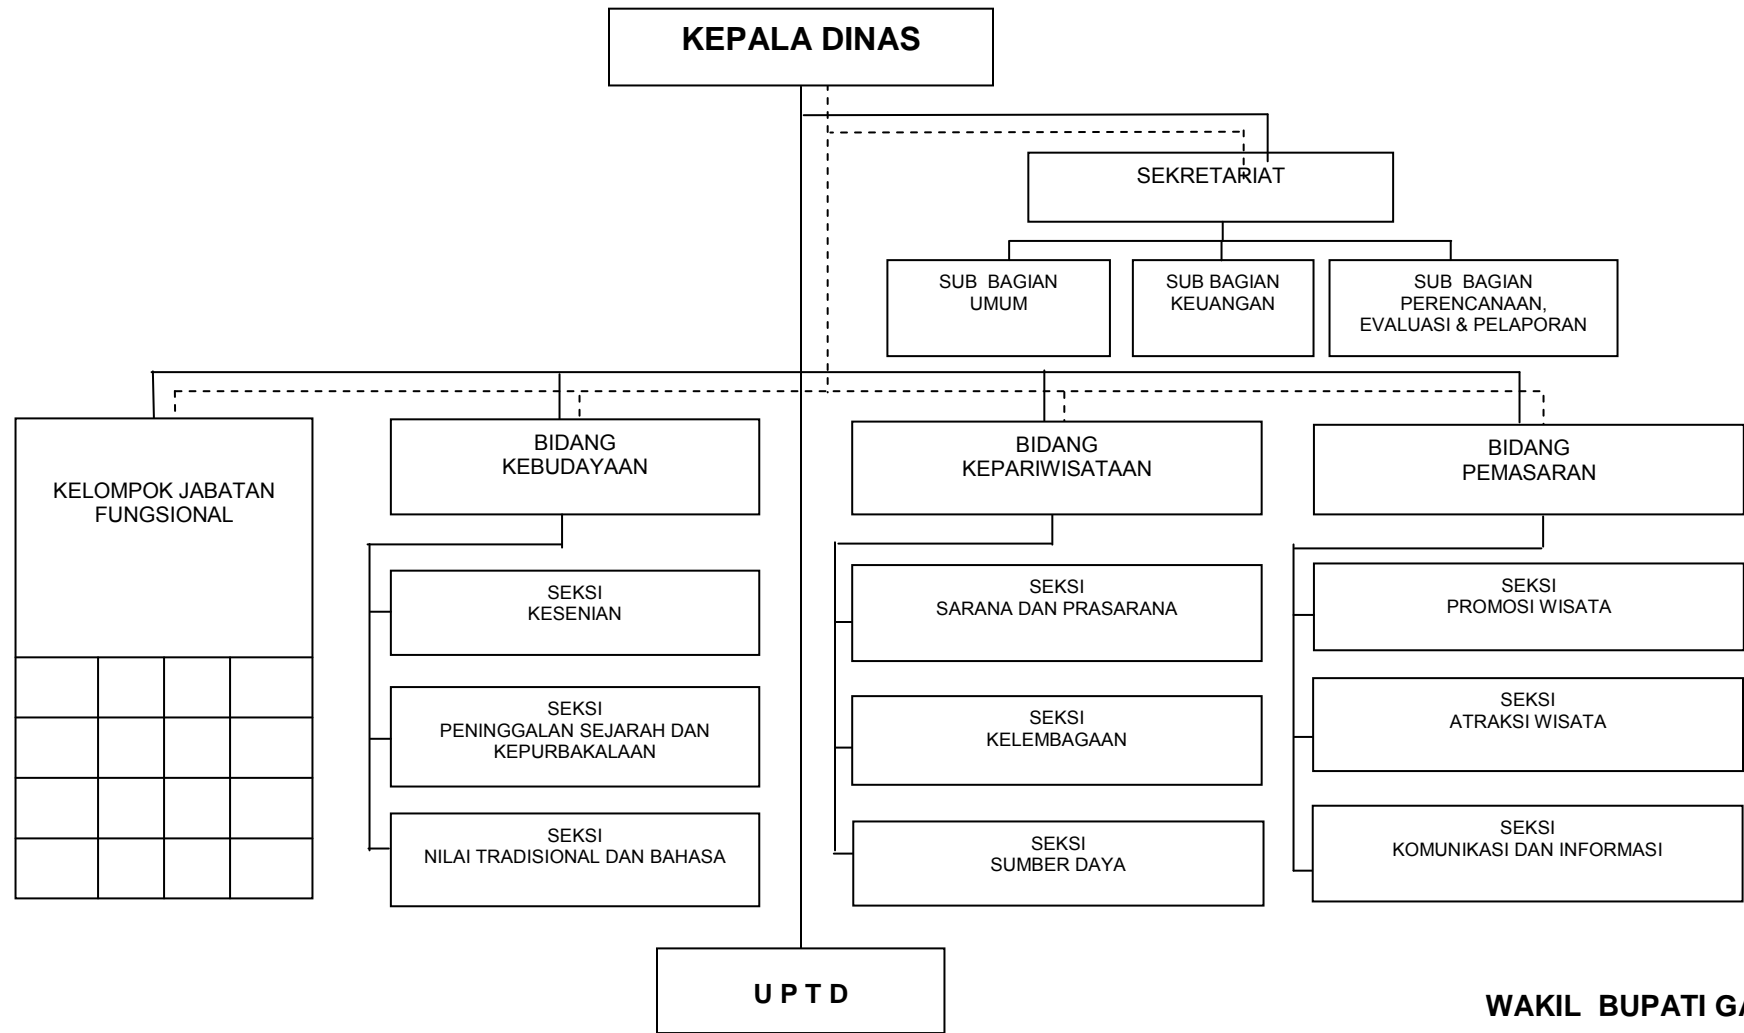 KEPALA DINAS
SEKRETARIAT
SUB BAGIAN
UMUM
SUB BAGIAN
KEUANGAN
SUB BAGIAN
PERENCANAAN,
EVALUASI & PELAPORAN
KELOMPOK JABATAN
FUNGSIONAL
BIDANG
KEBUDAYAAN
BIDANG
KEPARIWISATAAN
BIDANG
PEMASARAN
SEKSI
KESENIAN
SEKSI
PENINGGALAN SEJARAH DAN
KEPURBAKALAAN
SEKSI
NILAI TRADISIONAL DAN BAHASA
SEKSI
SARANA DAN PRASARANA
SEKSI
KELEMBAGAAN
SEKSI
SUMBER DAYA
SEKSI
PROMOSI WISATA
SEKSI
ATRAKSI WISATA
SEKSI
KOMUNIKASI DAN INFORMASI
U P T D
WAKIL BUPATI